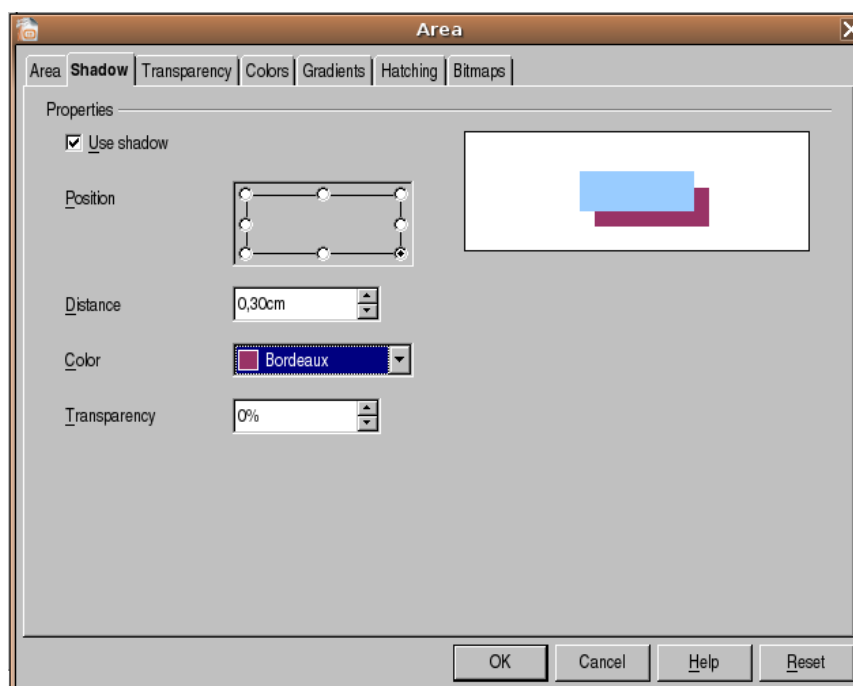 Area
Area Shadow Transparency Colors Gradients Hatching Bitmaps
Properties
Use shadow
Position
Distance 0,30cm
Color Bordeaux
Transparency 0%
OK Cancel Help Reset